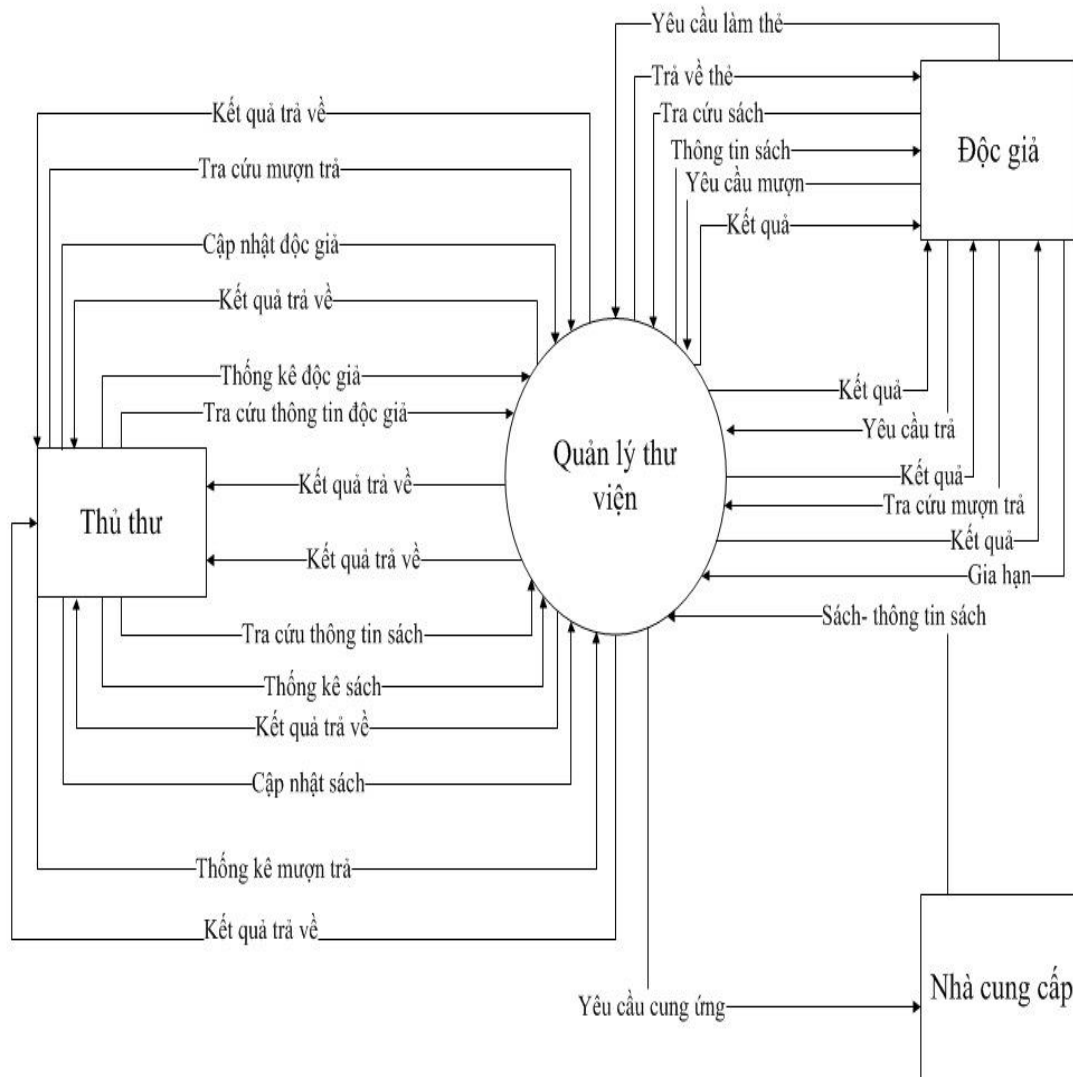 Yêu cầu làm thẻ
Trả về thẻ
Tra cứu sách
Thông tin sách
Yêu cầu mượn
Kết quả
Độc giả
Kết quả trả về
Tra cứu mượn trả
Cập nhật độc giả
Kết quả trả về
Thống kê độc giả
Tra cứu thông tin độc giả
Kết quả trả về
Kết quả trả về
Thủ thư
Quản lý thư
viện
Kết quả
Yêu cầu trả
Kết quả
Tra cứu mượn trả
Kết quả
Gia hạn
Sách- thông tin sách
Tra cứu thông tin sách
Thống kê sách
Kết quả trả về
Cập nhật sách
Thống kê mượn trả
Kết quả trả về
Yêu cầu cung ứng
Nhà cung cấp